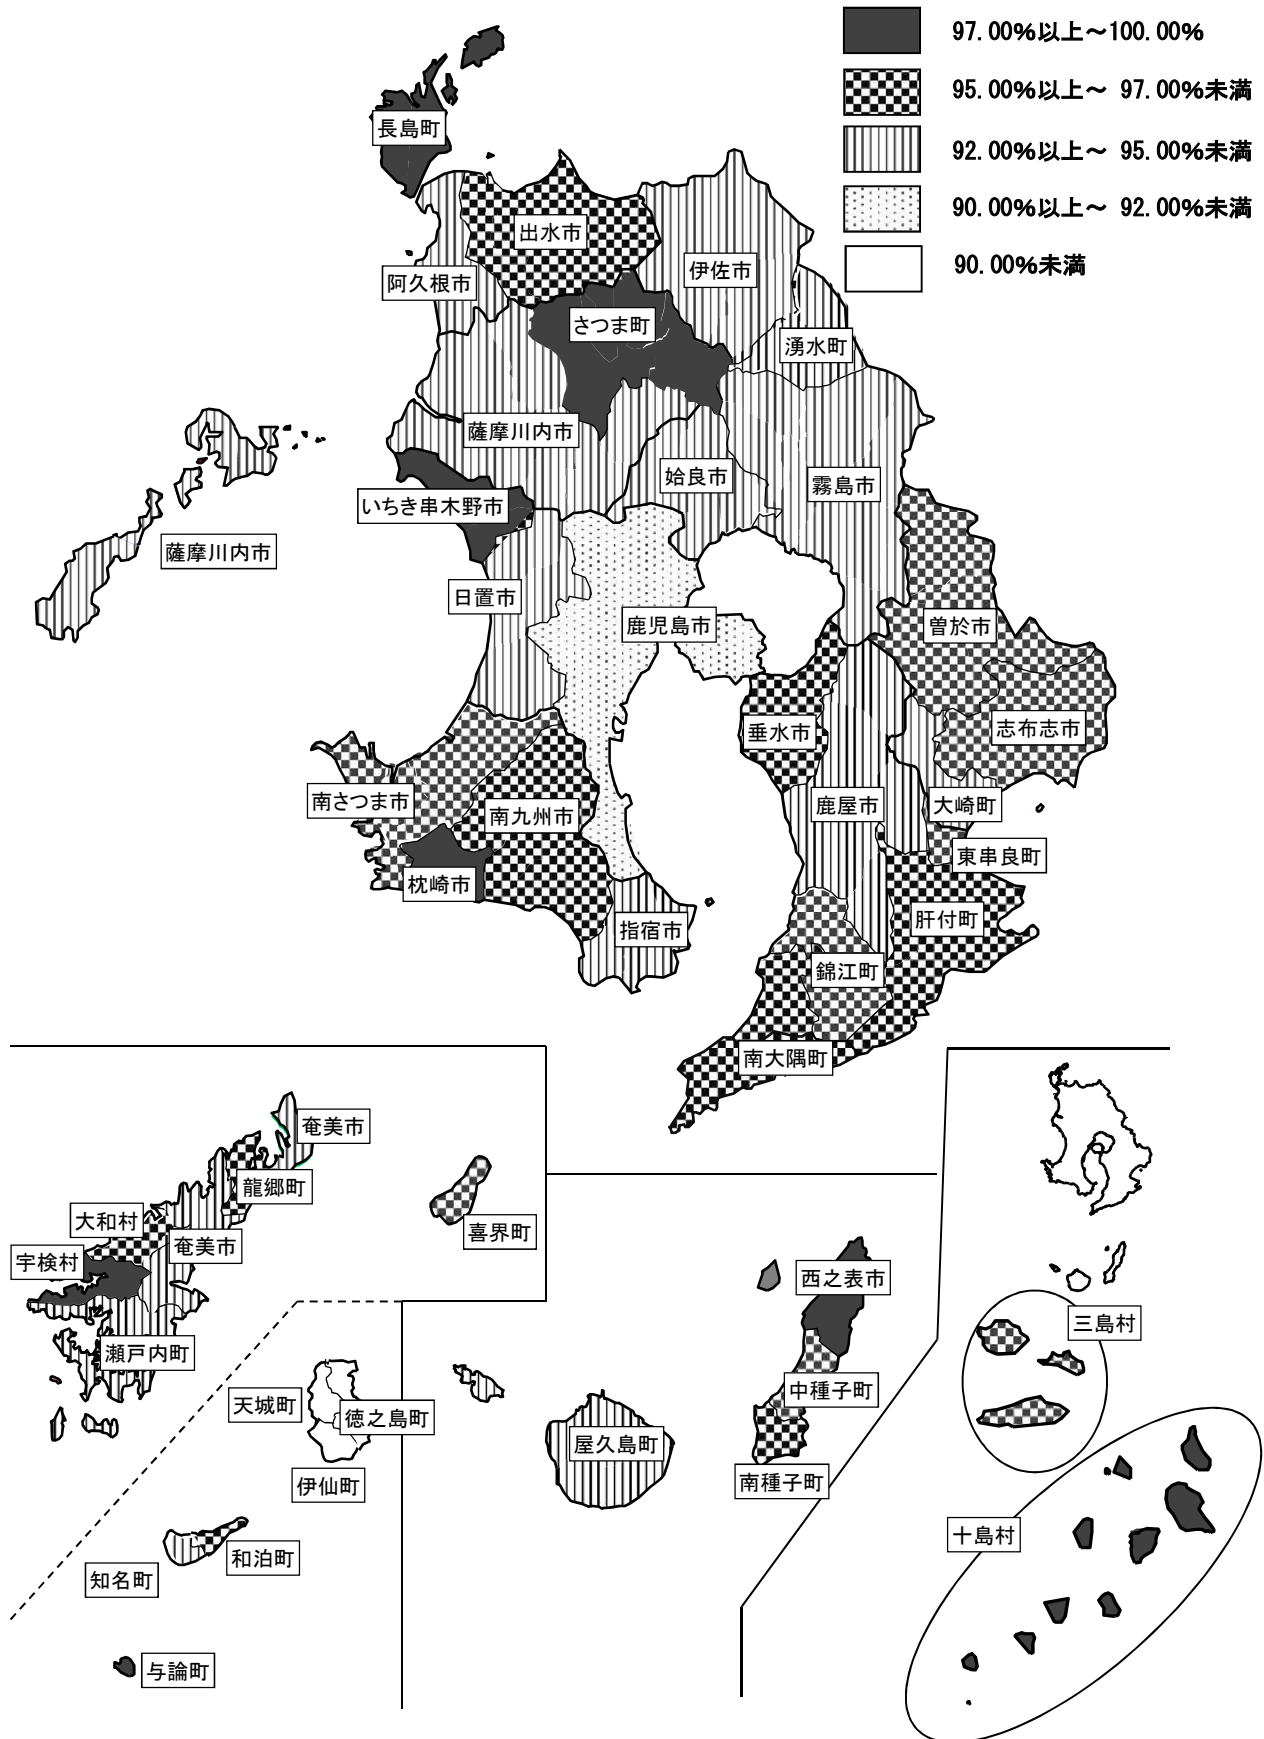 97.00%以上～100.00%
95.00%以上～ 97.00%未満
92.00%以上～ 95.00%未満
90.00%以上～ 92.00%未満
90.00%未満
長島町
出水市
阿久根市
伊佐市
さつま町
湧水町
薩摩川内市
姶良市
霧島市
いちき串木野市
薩摩川内市
日置市
鹿児島市
曽於市
垂水市
志布志市
南さつま市
南九州市
鹿屋市
大崎町
東串良町
枕崎市
指宿市
肝付町
錦江町
南大隅町
奄美市
龍郷町
大和村
奄美市
喜界町
宇検村
瀬戸内町
西之表市
三島村
中種子町
天城町
徳之島町
屋久島町
伊仙町
南種子町
十島村
和泊町
知名町
与論町